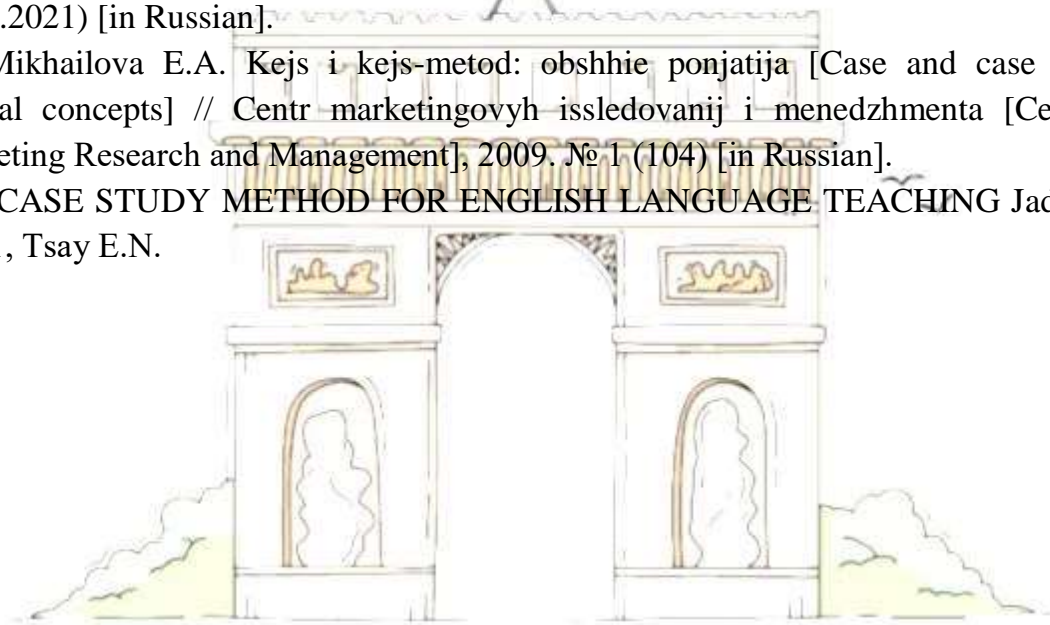 .2021) [in Russian].
Mikhailova E.A. Kejs i kejs-metod: obshhie ponjatija [Case and case
al concepts] // Centr marketingovyh issledovanij i menedzhmenta [Ce
eting Research and Management], 2009. № 1 (104) [in Russian].
CASE STUDY METHOD FOR ENGLISH LANGUAGE TEACHING Jad
, Tsay E.N.